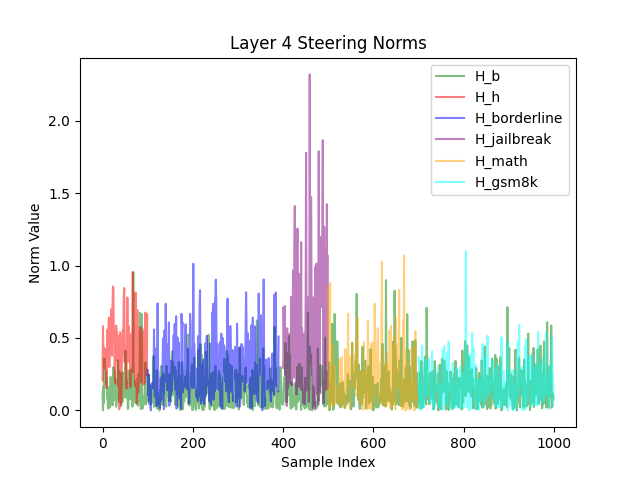 Layer 4 Steering Norms
H_b
H_h
H_borderline
H_jailbreak
H_math
H_gsm8k
Norm Value
2.0
1.5
1.0
0.5
0.0
0 200 400 600 800 1000
Sample Index